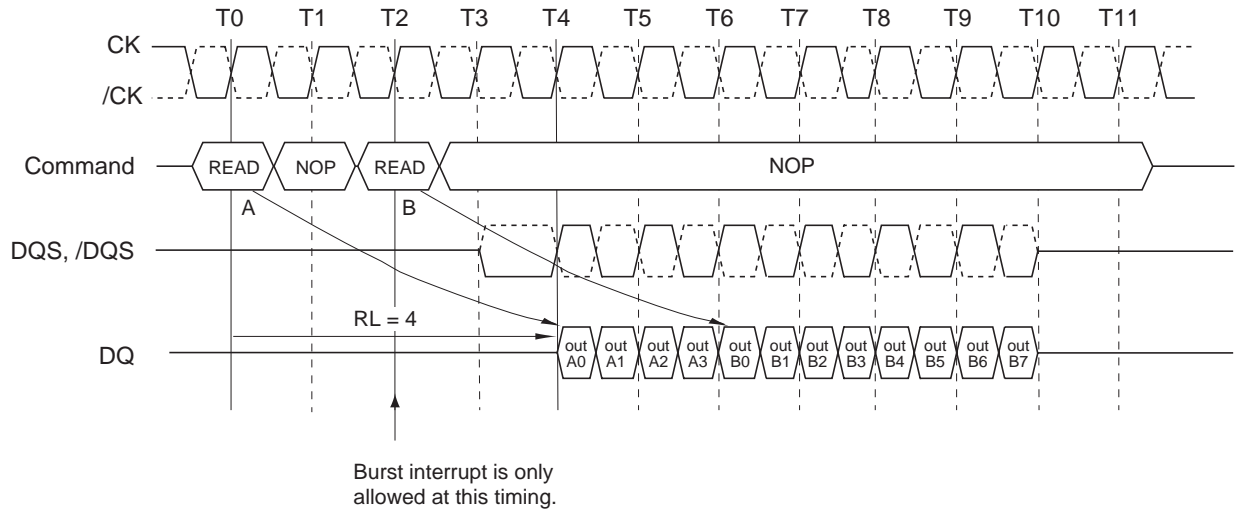 T0 T1 T2 T3 T4 T5 T6 T7 T8 T9 T10 T11
CK
/CK
Command READ NOP READ NOP
A B
DQS, /DQS
RL = 4
DQ out A0 out A1 out A2 out A3 out B0 out B1 out B2 out B3 out B4 out B5 out B6 out B7
Burst interrupt is only
allowed at this timing.